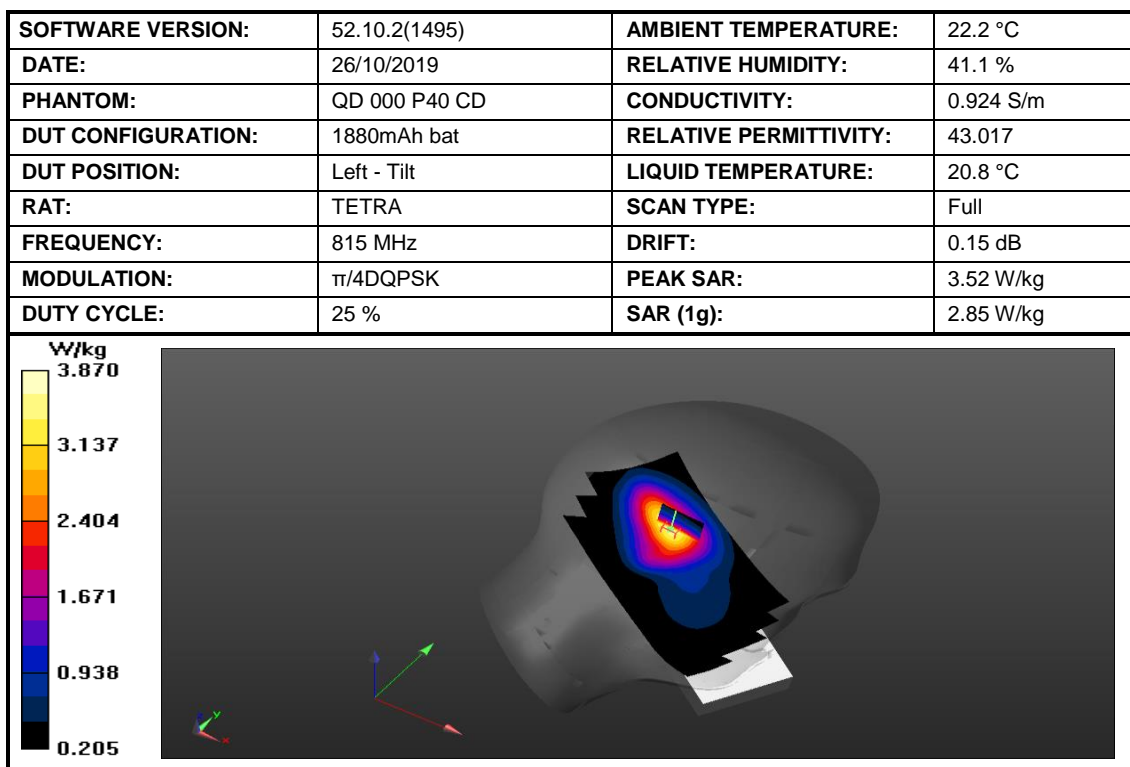 SOFTWARE VERSION: 52.10.2(1495) AMBIENT TEMPERATURE: 22.2 °C
DATE: 26/10/2019 RELATIVE HUMIDITY: 41.1 %
PHANTOM: QD 000 P40 CD CONDUCTIVITY: 0.924 S/m
DUT CONFIGURATION: 1880mAh bat RELATIVE PERMITTIVITY: 43.017
DUT POSITION: Left - Tilt LIQUID TEMPERATURE: 20.8 °C
RAT: TETRA SCAN TYPE: Full
FREQUENCY: 815 MHz DRIFT: 0.15 dB
MODULATION: π/4DQPSK PEAK SAR: 3.52 W/kg
DUTY CYCLE: 25 % SAR (1g): 2.85 W/kg
W/kg
3.870
3.137
2.404
1.671
0.938
0.205
z
y
x